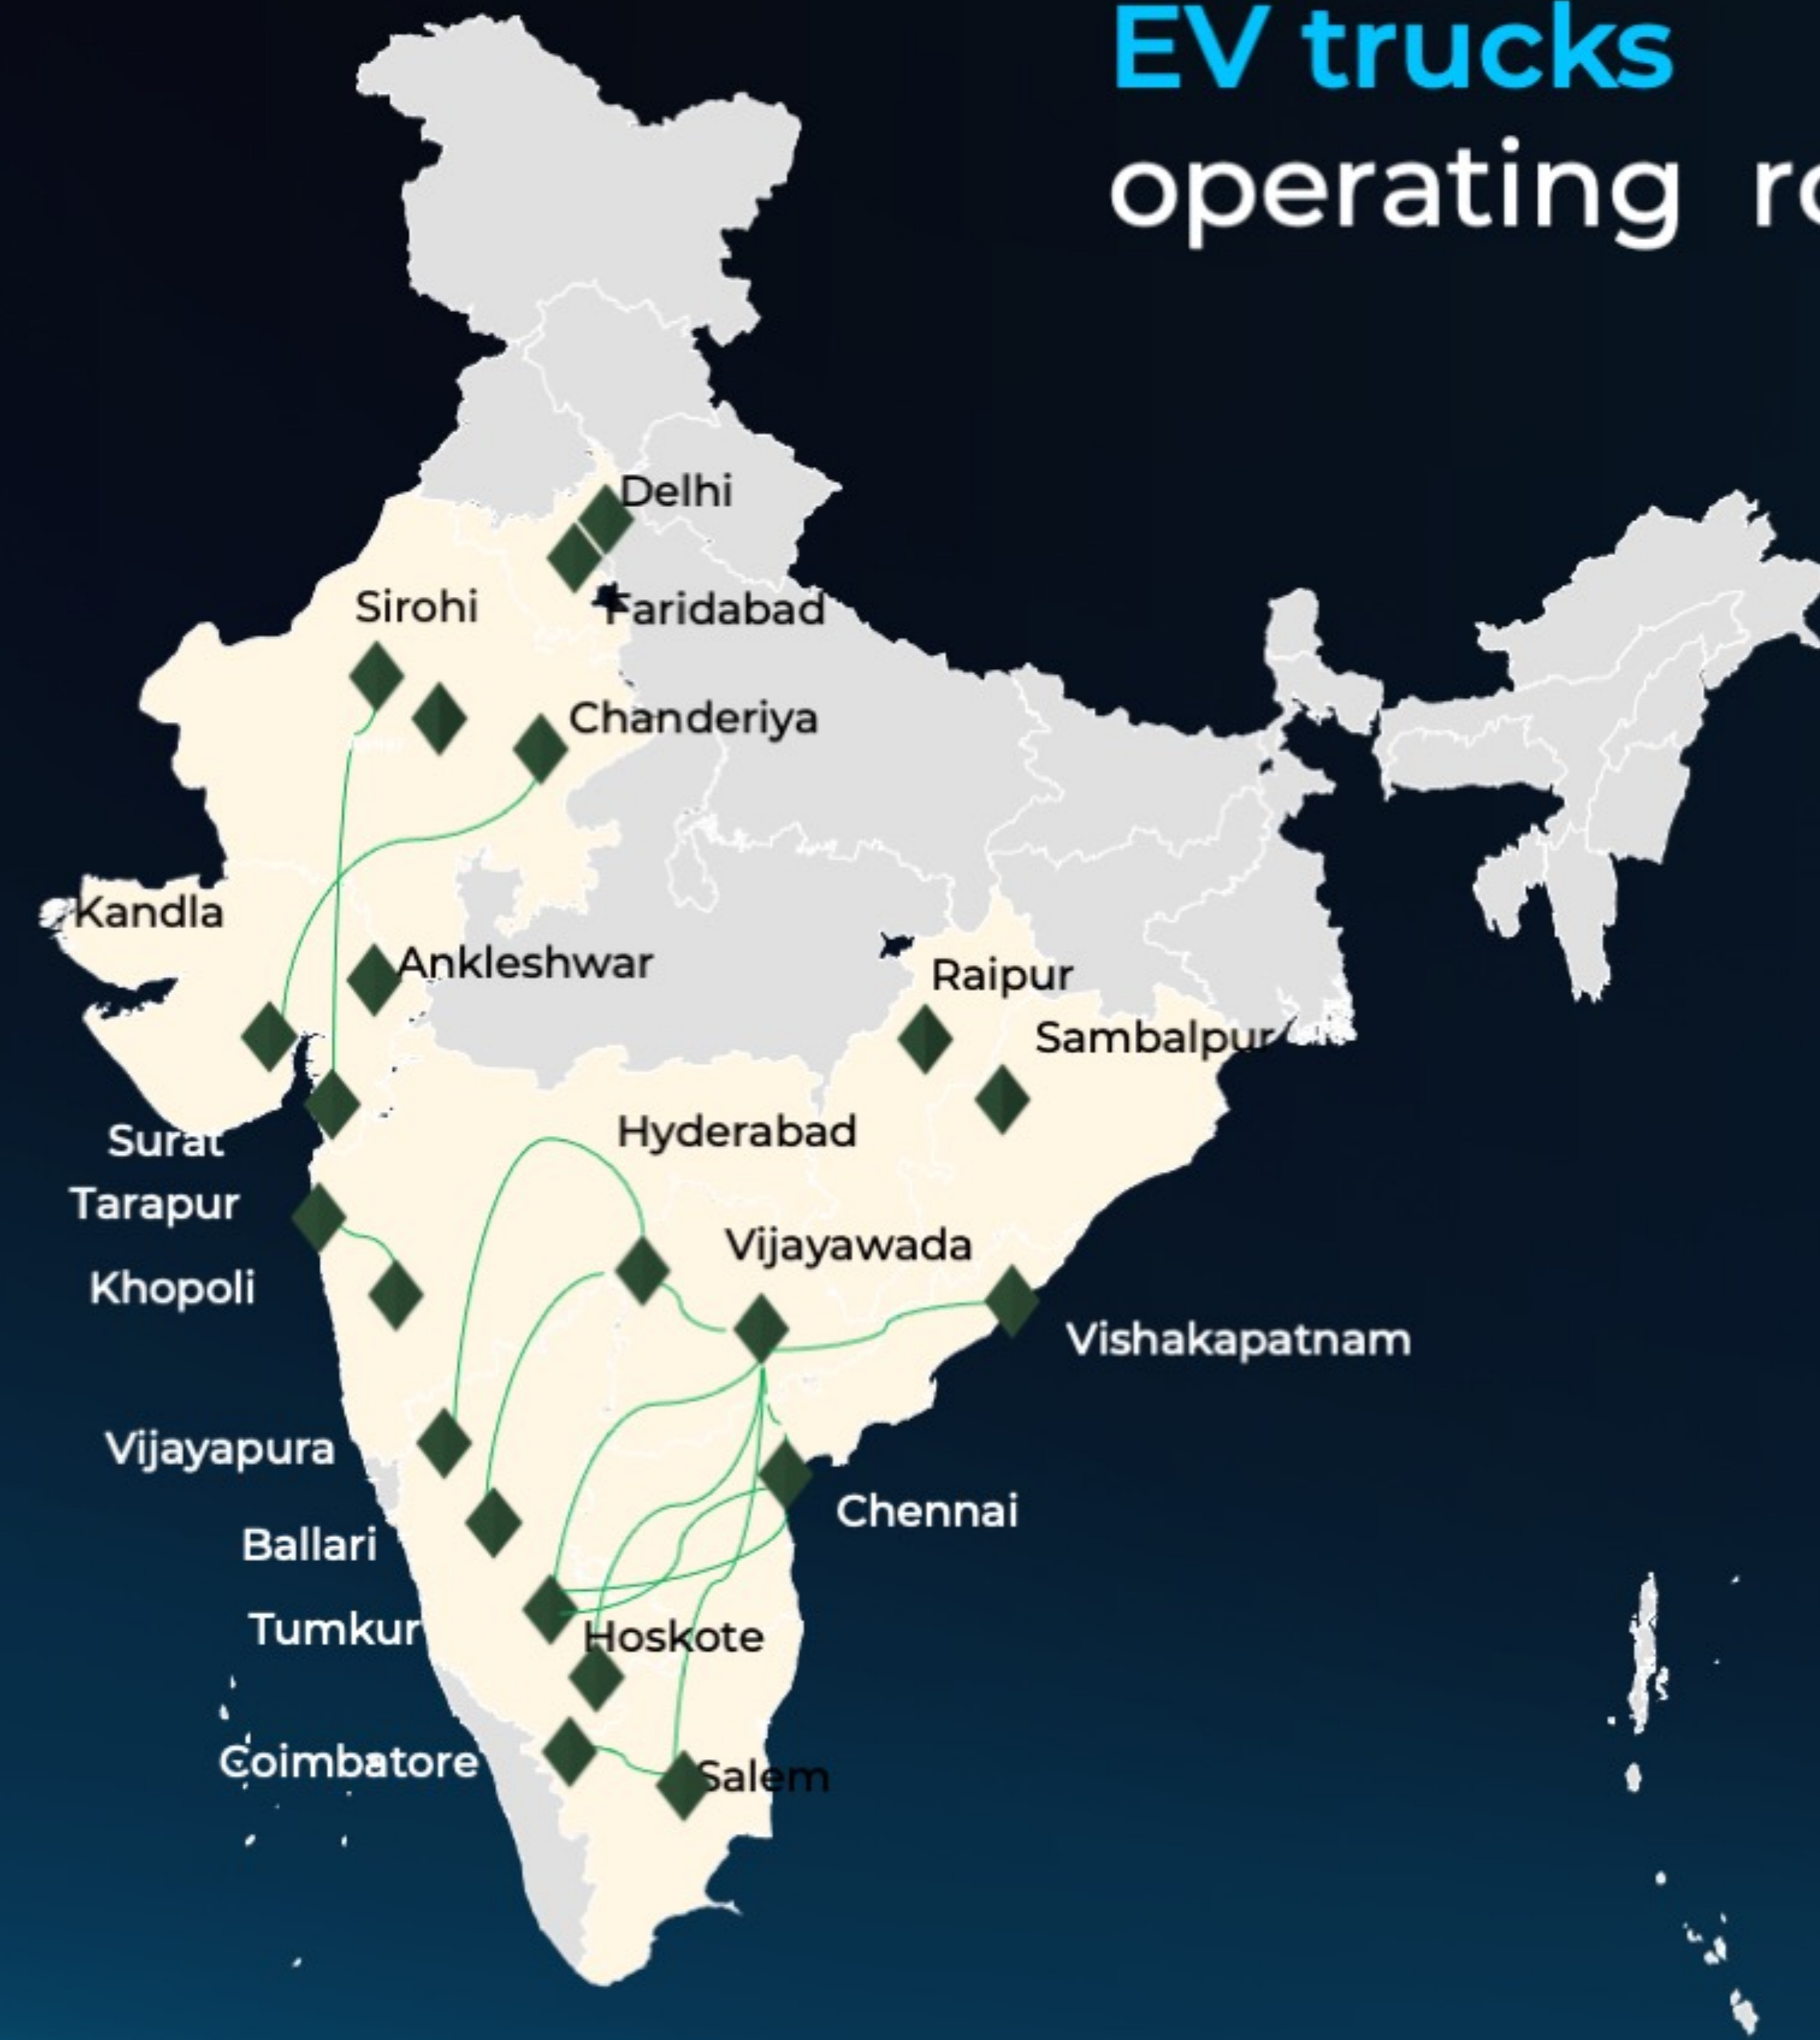 EV trucks
operating ro
Delhi
Faridabad
Sirohi
Chanderiya
Kandla
Ankleshwar
Raipur
Sambalpur
Hyderabad
Surat
Tarapur
Vijayawada
Khopoli
Vishakapatnam
Vijayapura
Chennai
Ballari
Tumkur
Hoskote
Coimbatore
Salem